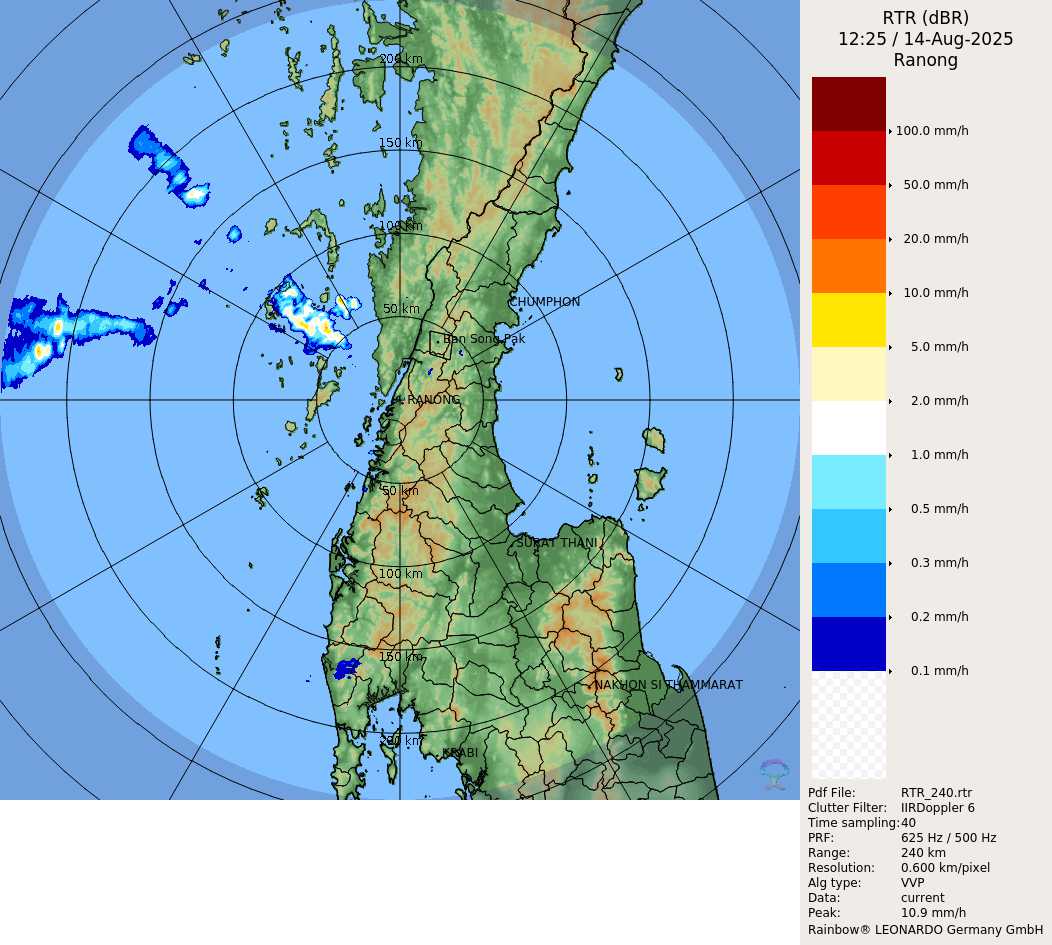 RTR (dBR)
12:25 / 14-Aug-2025
Ranong
200 km
150 km
100 km
50 km
CHUMPHON
Ban Song Pak
RANONG
50 km
SURAT THANI
100 km
150 km
NAKHON SI THAMMARAT
200 km
KRABI
100.0 mm/h
50.0 mm/h
20.0 mm/h
10.0 mm/h
5.0 mm/h
2.0 mm/h
1.0 mm/h
0.5 mm/h
0.3 mm/h
0.2 mm/h
0.1 mm/h
Pdf File: RTR_240.rtr
Clutter Filter: IIRDoppler 6
Time sampling: 40
PRF: 625 Hz / 500 Hz
Range: 240 km
Resolution: 0.600 km/pixel
Alg type: VVP
Data: current
Peak: 10.9 mm/h
Rainbow® LEONARDO Germany GmbH